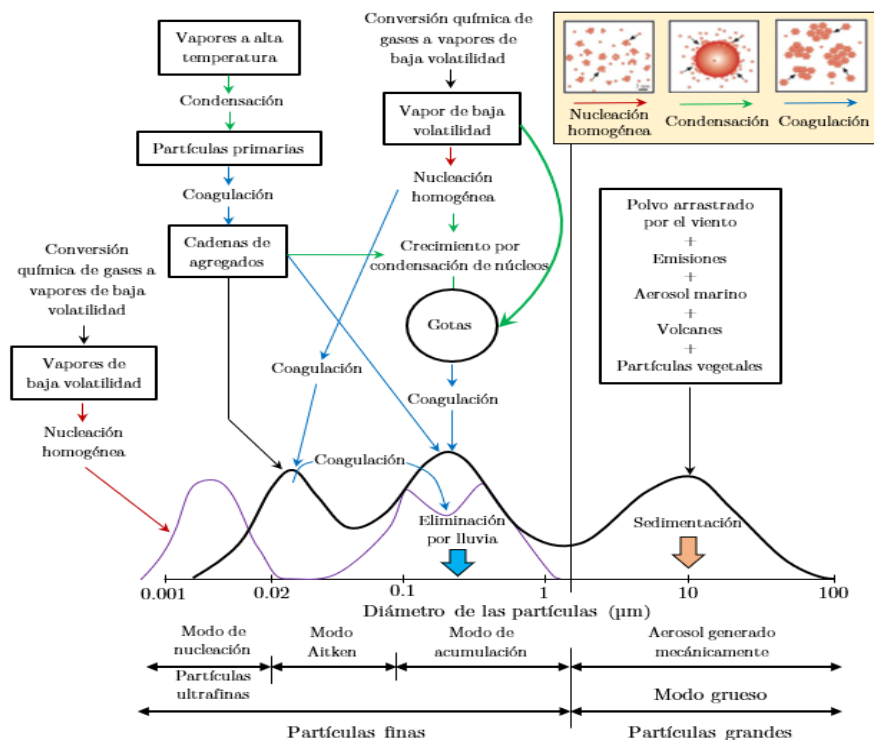 Vapores a alta
temperatura
Condensación
Partículas primarias
Coagulación
Cadenas de
agregados
Conversión química de
gases a vapores de
baja volatilidad
Vapor de baja
volatilidad
Nucleación
homogénea
Crecimiento por
condensación de núcleos
Gotas
Coagulación
Coagulación
Coagulación
Nucleación
homogénea
Condensación
Coagulación
Conversión
química de gases a
vapores de baja
volatilidad
Vapores de
baja volatilidad
Nucleación
homogénea
Polvo arrastrado
por el viento
+
Emisiones
+
Aerosol marino
+
Volcanes
+
Partículas vegetales
Eliminación
por lluvia
Sedimentación
0.001
0.02
0.1
1
10
100
Diámetro de las partículas (µm)
Modo de
nucleación
Modo
Aitken
Modo de
acumulación
Aerosol generado
mecánicamente
Partículas
ultrafinas
Modo grueso
Partículas finas
Partículas grandes